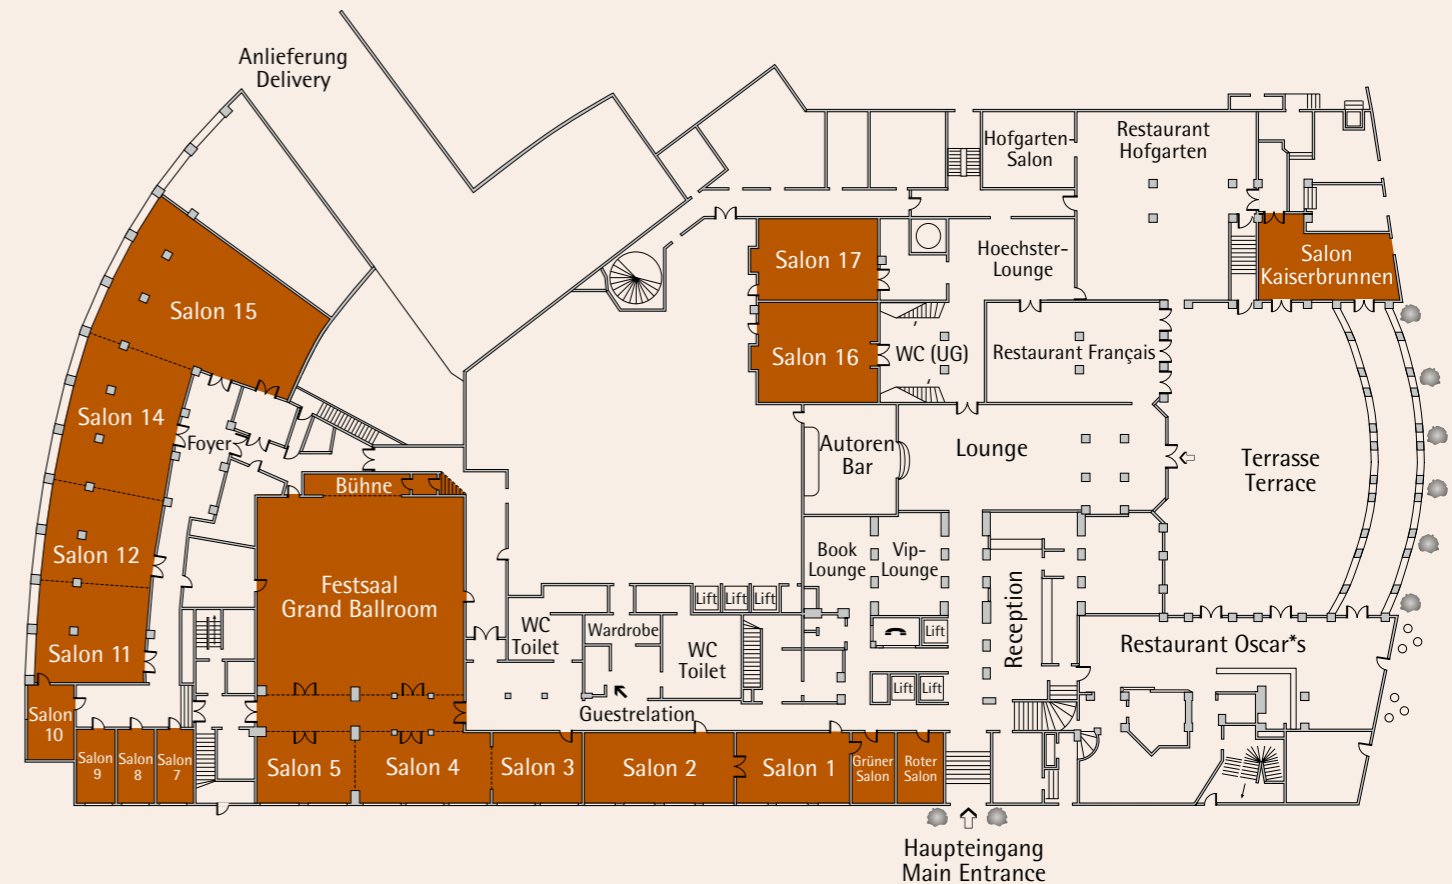 Anlieferung
Delivery
Hofgarten-
Salon
Restaurant
Hofgarten
Salon 17
Hoechster-
Lounge
Salon
Kaiserbrunnen
Salon 15
Salon 16
WC (UG)
Restaurant Français
Salon 14
Foyer
Autoren
Bar
Lounge
Terrasse
Terrace
Bühne
Salon 12
Festsaal
Grand Ballroom
Book
Lounge
Vip-
Lounge
Reception
Lift
Lift
Lift
Salon 11
WC
Toilet
Wardrobe
WC
Toilet
Lift
Restaurant Oscar*s
Lift
Lift
Guestrelation
Salon
10
Salon
9
Salon
8
Salon
7
Salon 5
Salon 4
Salon 3
Salon 2
Salon 1
Grüner
Salon
Roter
Salon
Haupteingang
Main Entrance